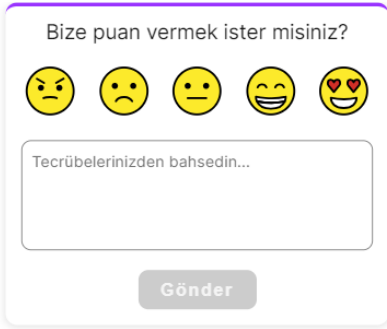 Bize puan vermek ister misiniz?
Tecrübelerinizden bahsedin...
Gönder